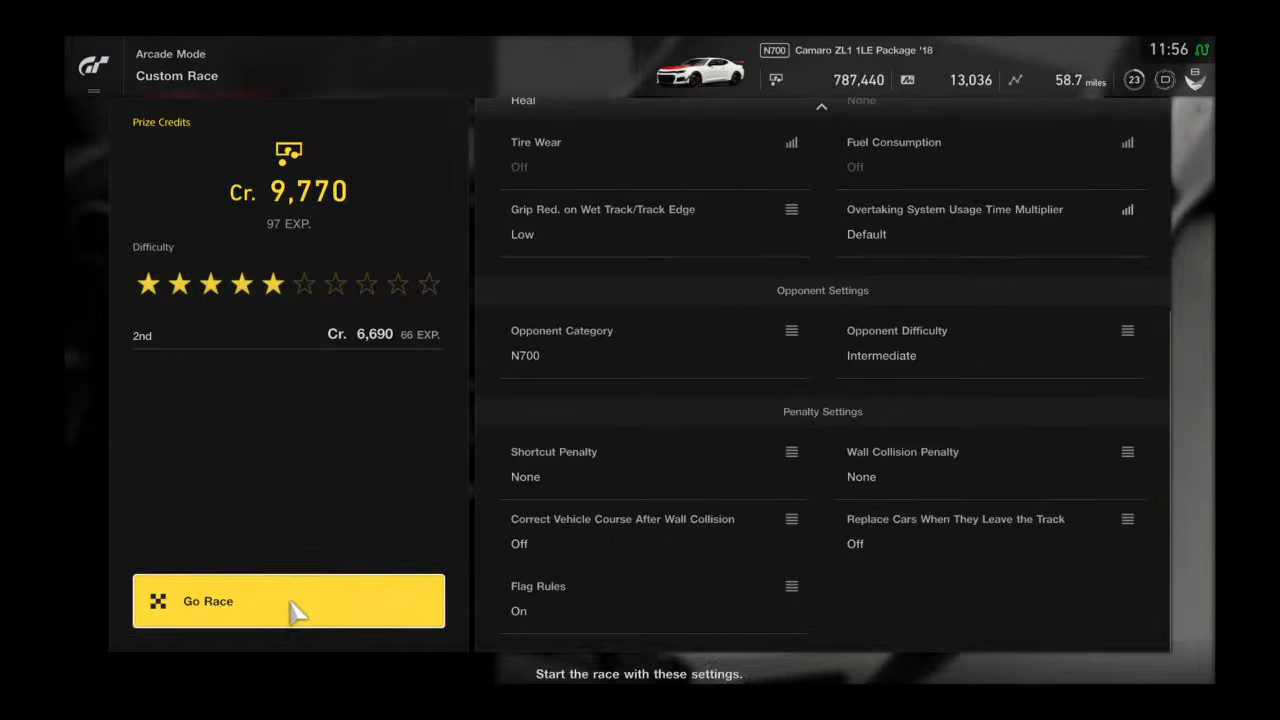 Arcade Mode
Custom Race
N700 Camaro ZL1 1LE Package '18
787,440 13,036 58.7 miles 23
11:56
Prize Credits
Cr. 9,770
97 EXP.
Difficulty
2nd Cr. 6,690 66 EXP.
Go Race
Real None
Tire Wear Fuel Consumption
Off Off
Grip Red. on Wet Track/Track Edge Overtaking System Usage Time Multiplier
Low Default
Opponent Settings
Opponent Category Opponent Difficulty
N700 Intermediate
Penalty Settings
Shortcut Penalty Wall Collision Penalty
None None
Correct Vehicle Course After Wall Collision Replace Cars When They Leave the Track
Off Off
Flag Rules
On
Start the race with these settings.